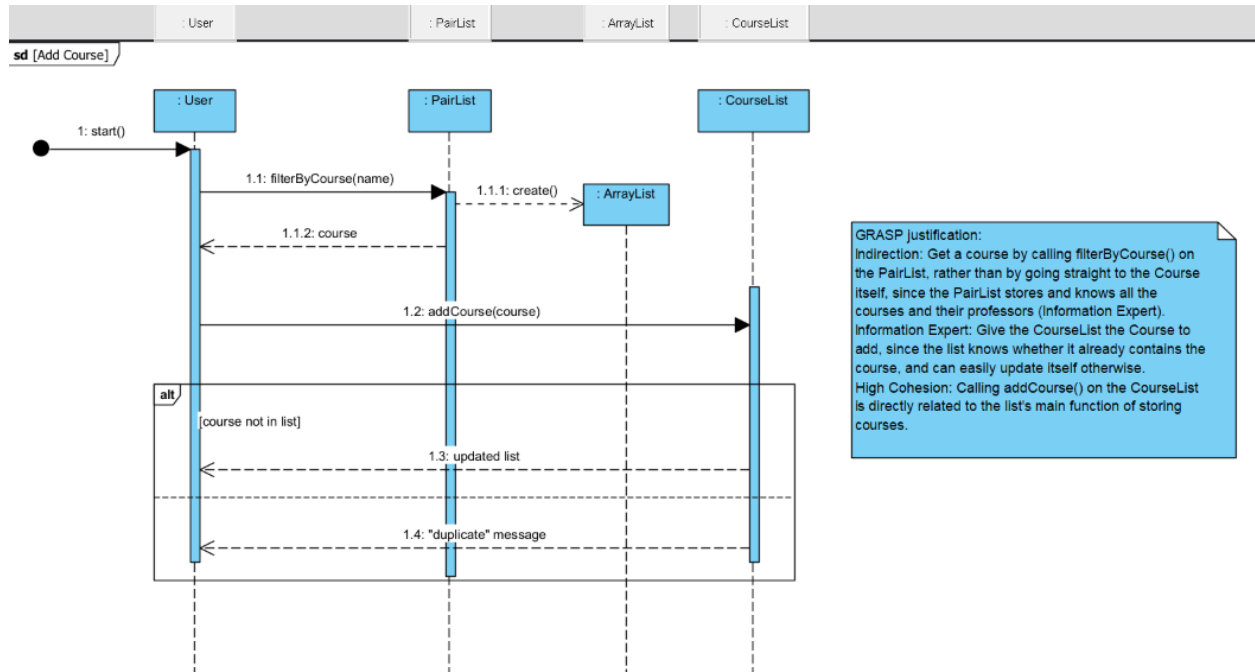 : User
: PairList
: ArrayList
: CourseList
sd [Add Course]
: User
: PairList
: CourseList
1: start()
1.1: filterByCourse(name)
1.1.1: create()
: ArrayList
1.1.2: course
1.2: addCourse(course)
alt
[course not in list]
1.3: updated list
1.4: "duplicate" message
GRASP justification:
Indirection: Get a course by calling filterByCourse() on
the PairList, rather than by going straight to the Course
itself, since the PairList stores and knows all the
courses and their professors (Information Expert).
Information Expert: Give the CourseList the Course to
add, since the list knows whether it already contains the
course, and can easily update itself otherwise.
High Cohesion: Calling addCourse() on the CourseList
is directly related to the list's main function of storing
courses.